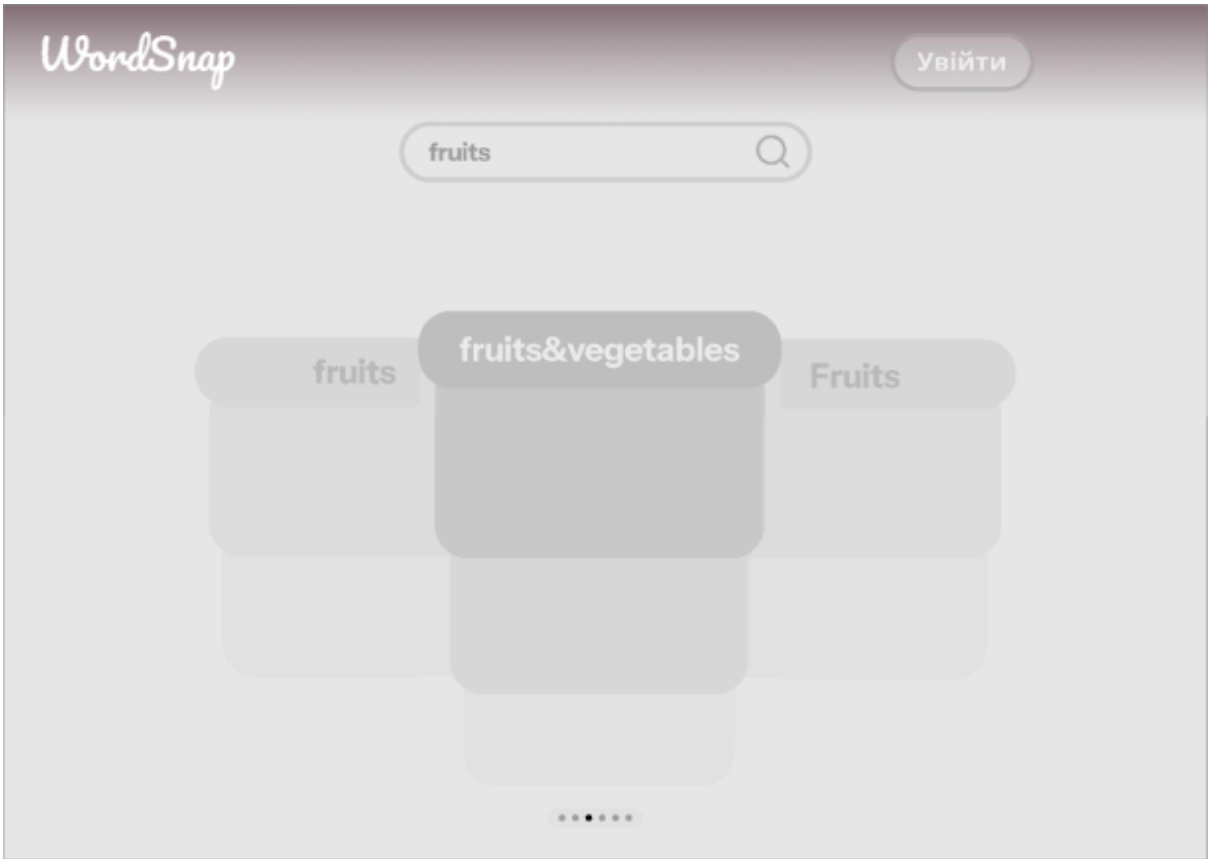 WordSnap
Увійти
fruits
fruits
fruits&vegetables
Fruits